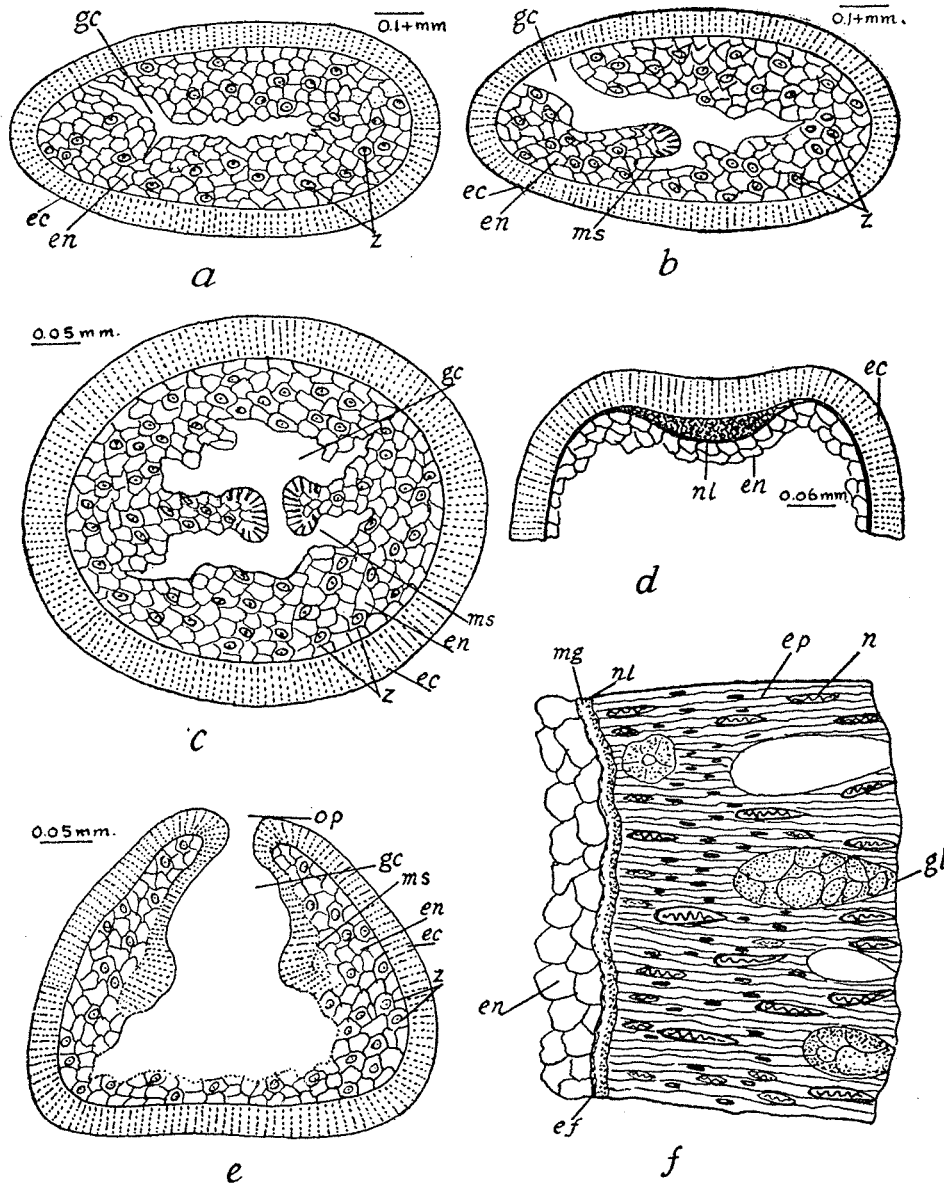 gc
0.1+mm
ec
en
z
a
0.1+mm.
gc
ec
en
ms
z
b
0.05mm.
gc
ms
en
ec
z
c
ec
nl
en
0.06mm
d
0.05mm.
op
gc
ms
en
ec
z
e
mg
nl
ep
n
gl
en
ef
f